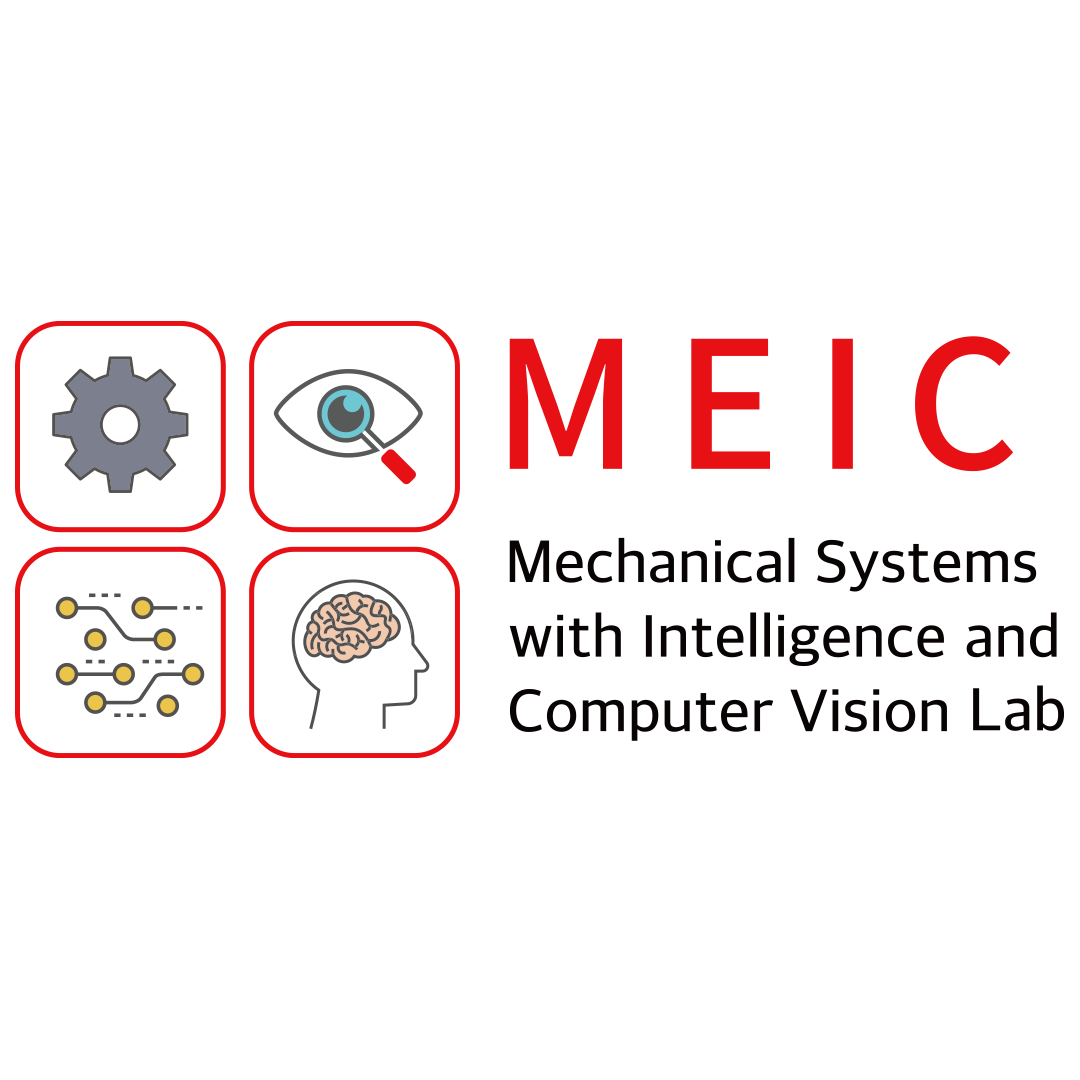 MEIC
Mechanical Systems
with Intelligence and
Computer Vision Lab